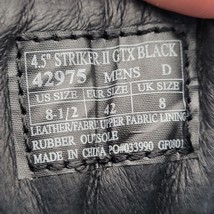 4.5" STRIKER II GTX BLACK
42975 MENS D
US SIZE EUR SIZE UK SIZE
8-1/2 42 8
LEATHER/FABRIC UPPER FABRIC LINING
RUBBER OUTSOLE
MADE IN CHINA PO#033990 GF0801